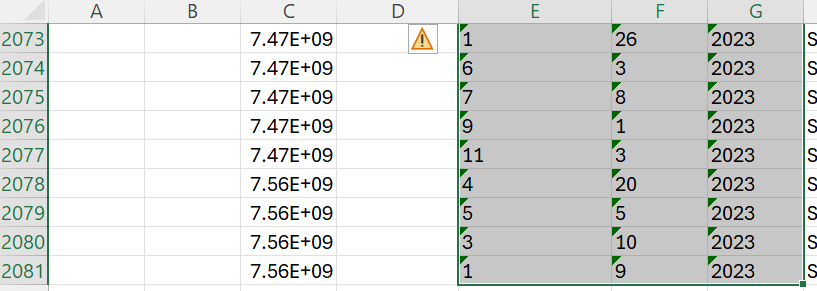 A B C D E F G
2073 7.47E+09 1 26 2023 S
2074 7.47E+09 6 3 2023 S
2075 7.47E+09 7 8 2023 S
2076 7.47E+09 9 1 2023 S
2077 7.47E+09 11 3 2023 S
2078 7.56E+09 4 20 2023 S
2079 7.56E+09 5 5 2023 S
2080 7.56E+09 3 10 2023 S
2081 7.56E+09 1 9 2023 S